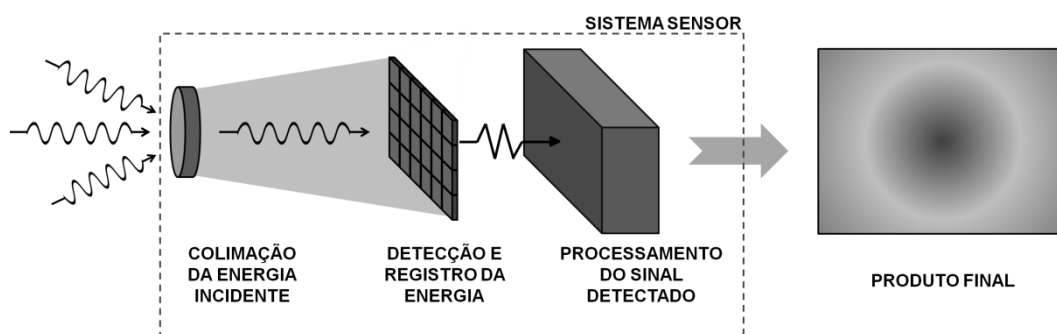 SISTEMA SENSOR
COLIMAÇÃO
DA ENERGIA
INCIDENTE
DETECÇÃO E
REGISTRO DA
ENERGIA
PROCESSAMENTO
DO SINAL
DETECTADO
PRODUTO FINAL